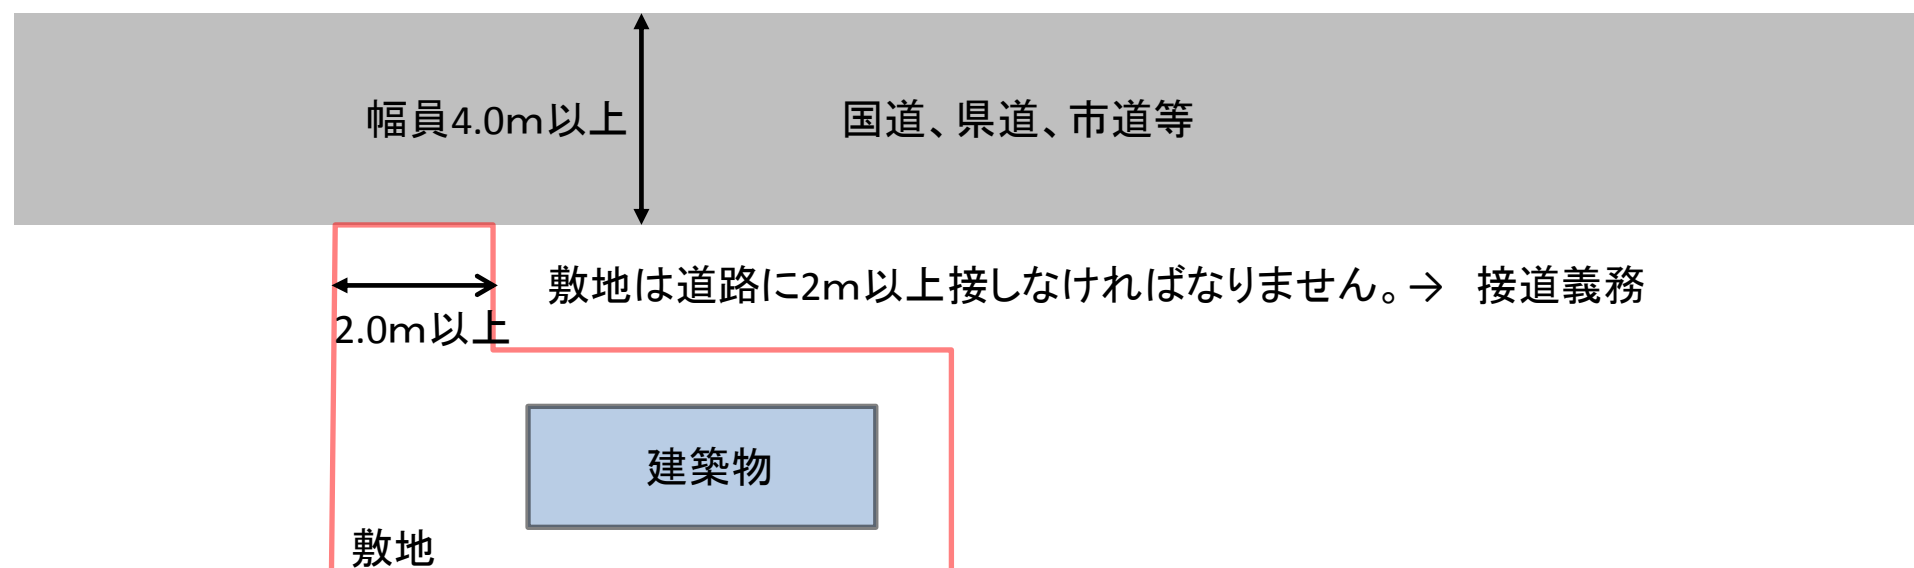 幅員4.0m以上
国道、県道、市道等
敷地は道路に2m以上接しなければなりません。→ 接道義務
2.0m以上
建築物
敷地